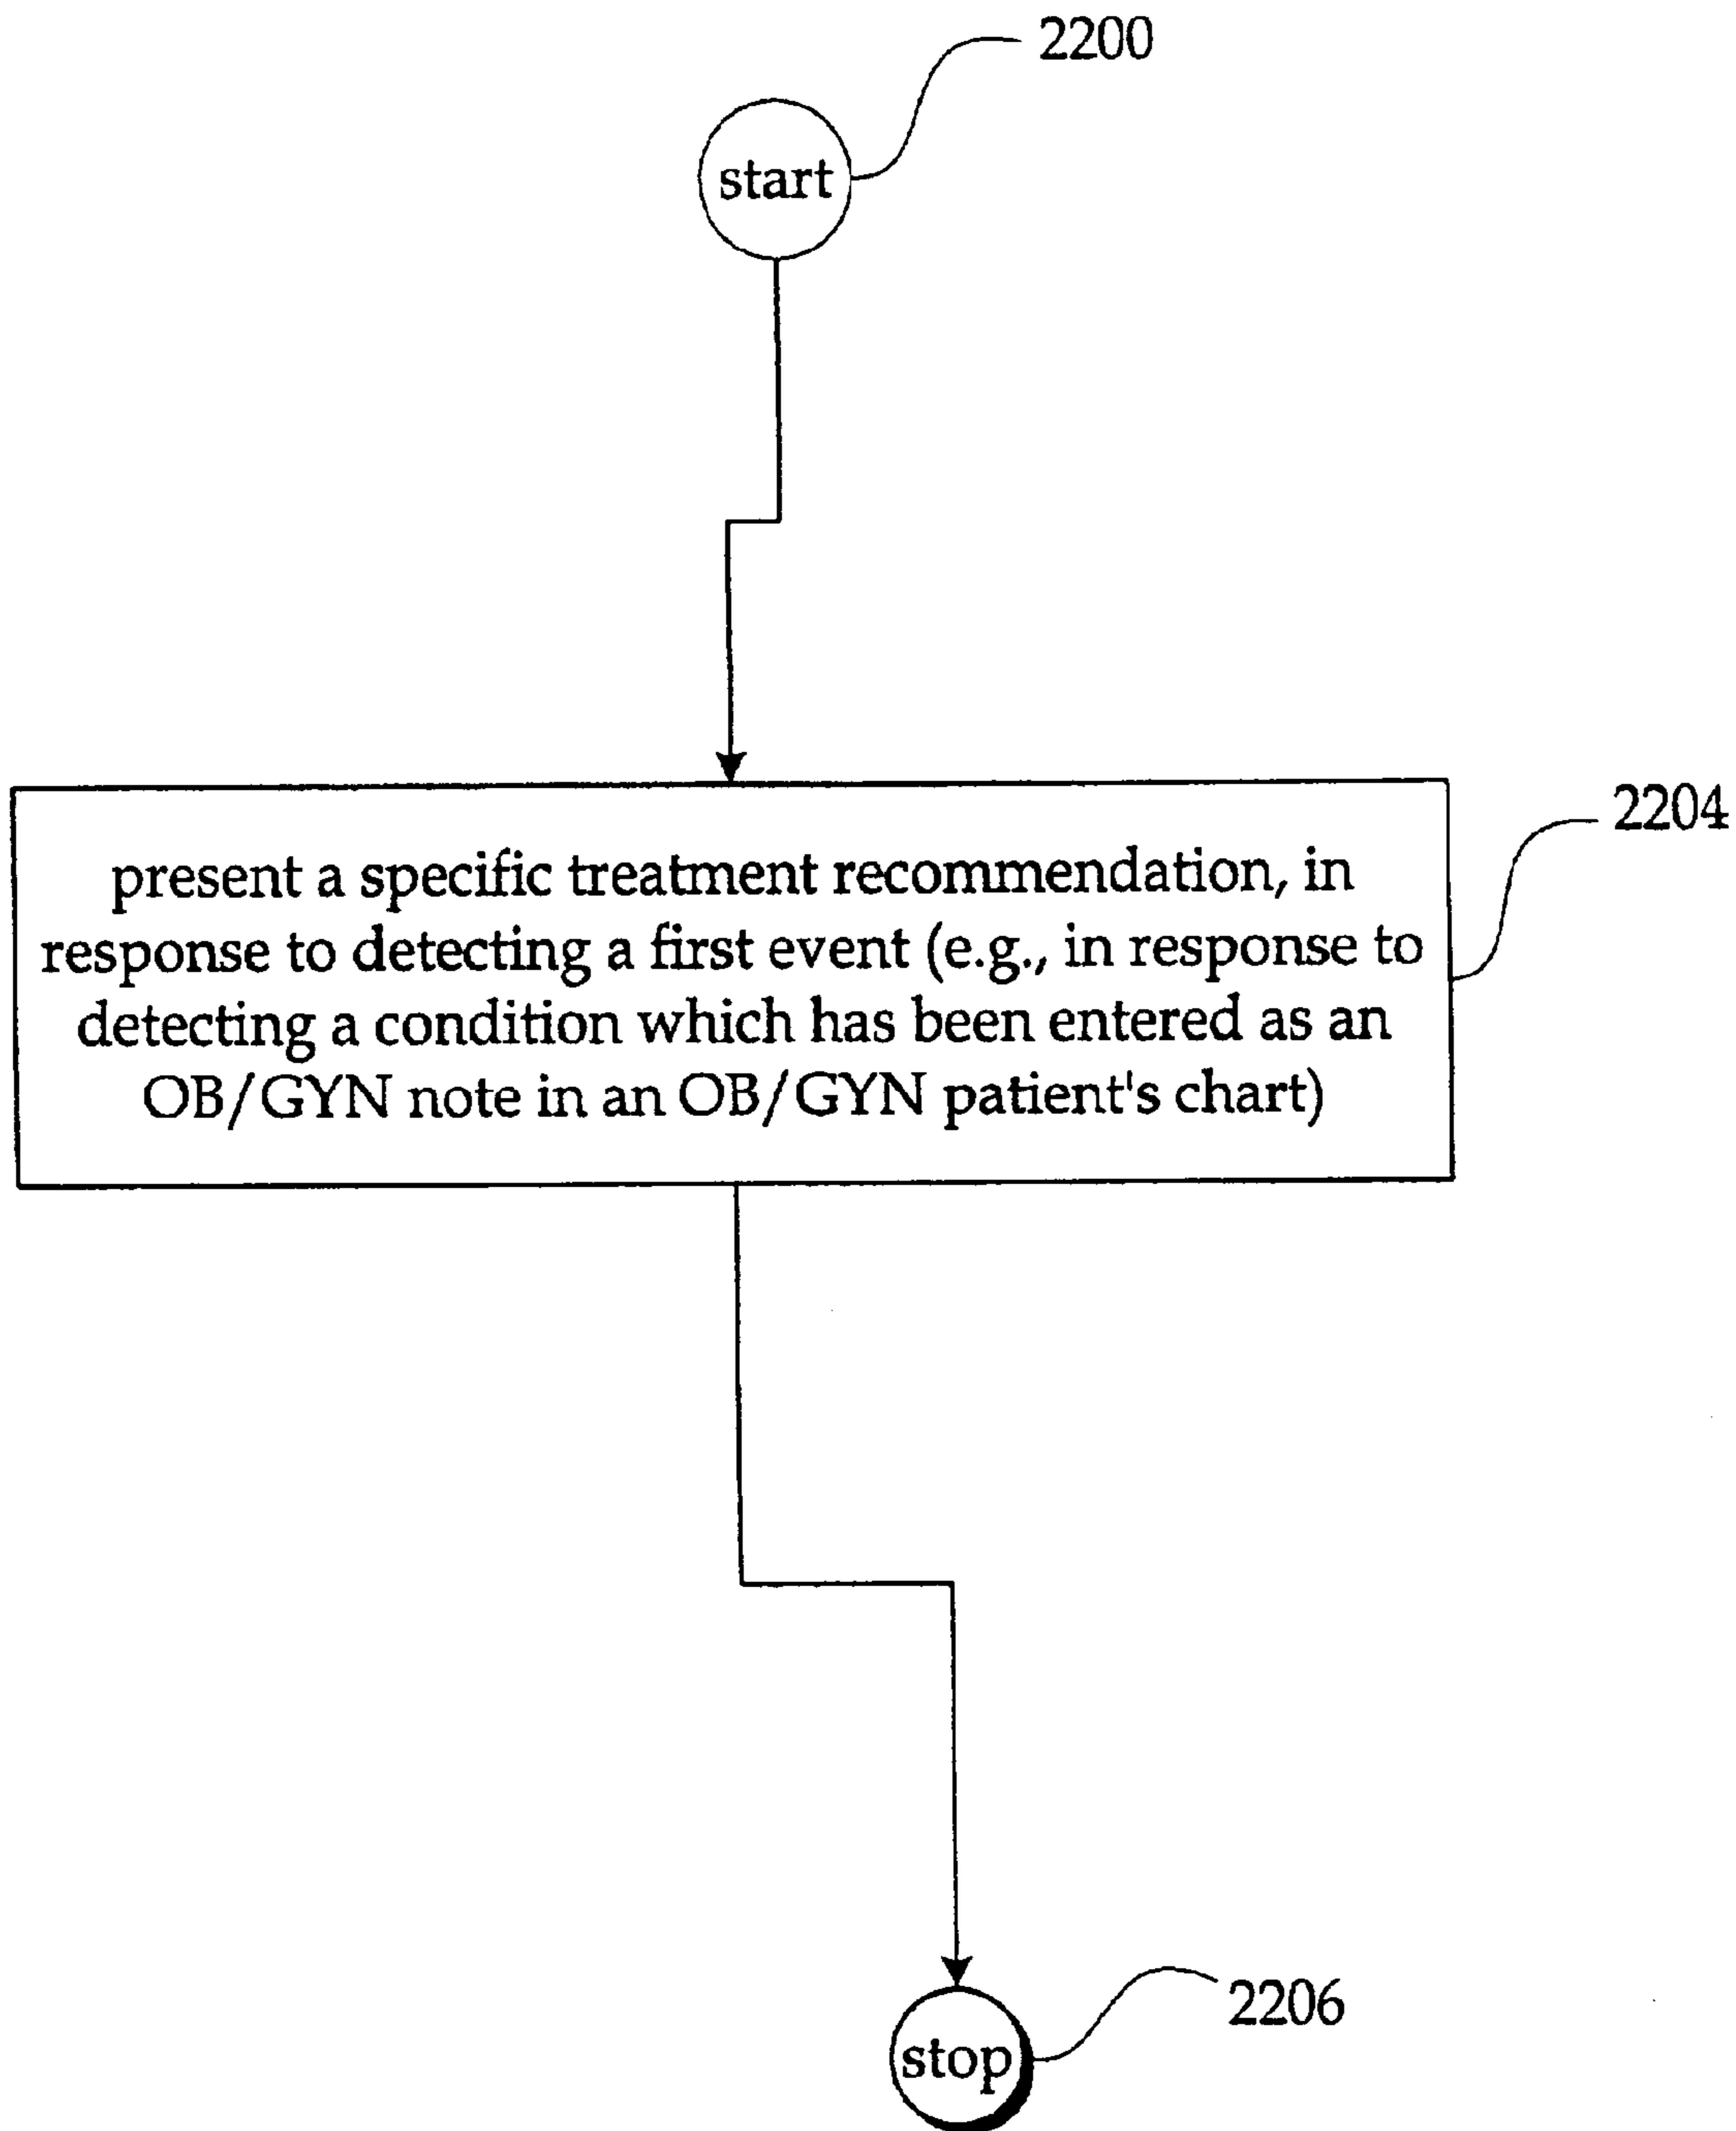 2200
start
2204
present a specific treatment recommendation, in
response to detecting a first event (e.g., in response to
detecting a condition which has been entered as an
OB/GYN note in an OB/GYN patient's chart)
2206
stop